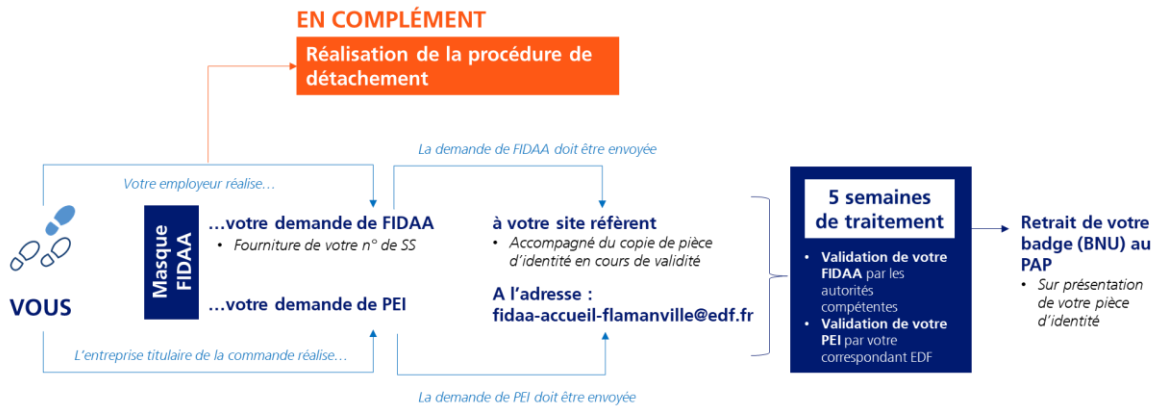 EN COMPLÉMENT
Réalisation de la procédure de
détachement
La demande de FIDAA doit être envoyée
Votre employeur réalise…
VOUS
Masque
FIDAA
...votre demande de FIDAA
• Fourniture de votre n° de SS
...votre demande de PEI
L'entreprise titulaire de la commande réalise…
à votre site réfèrent
• Accompagné du copie de pièce
d'identité en cours de validité
A l'adresse :
fidaa-accueil-flamanville@edf.fr
La demande de PEI doit être envoyée
5 semaines
de traitement
• Validation de votre
FIDAA par les
autorités
compétentes
• Validation de votre
PEI par votre
correspondant EDF
Retrait de votre
badge (BNU) au
PAP
• Sur présentation
de votre pièce
d'identité